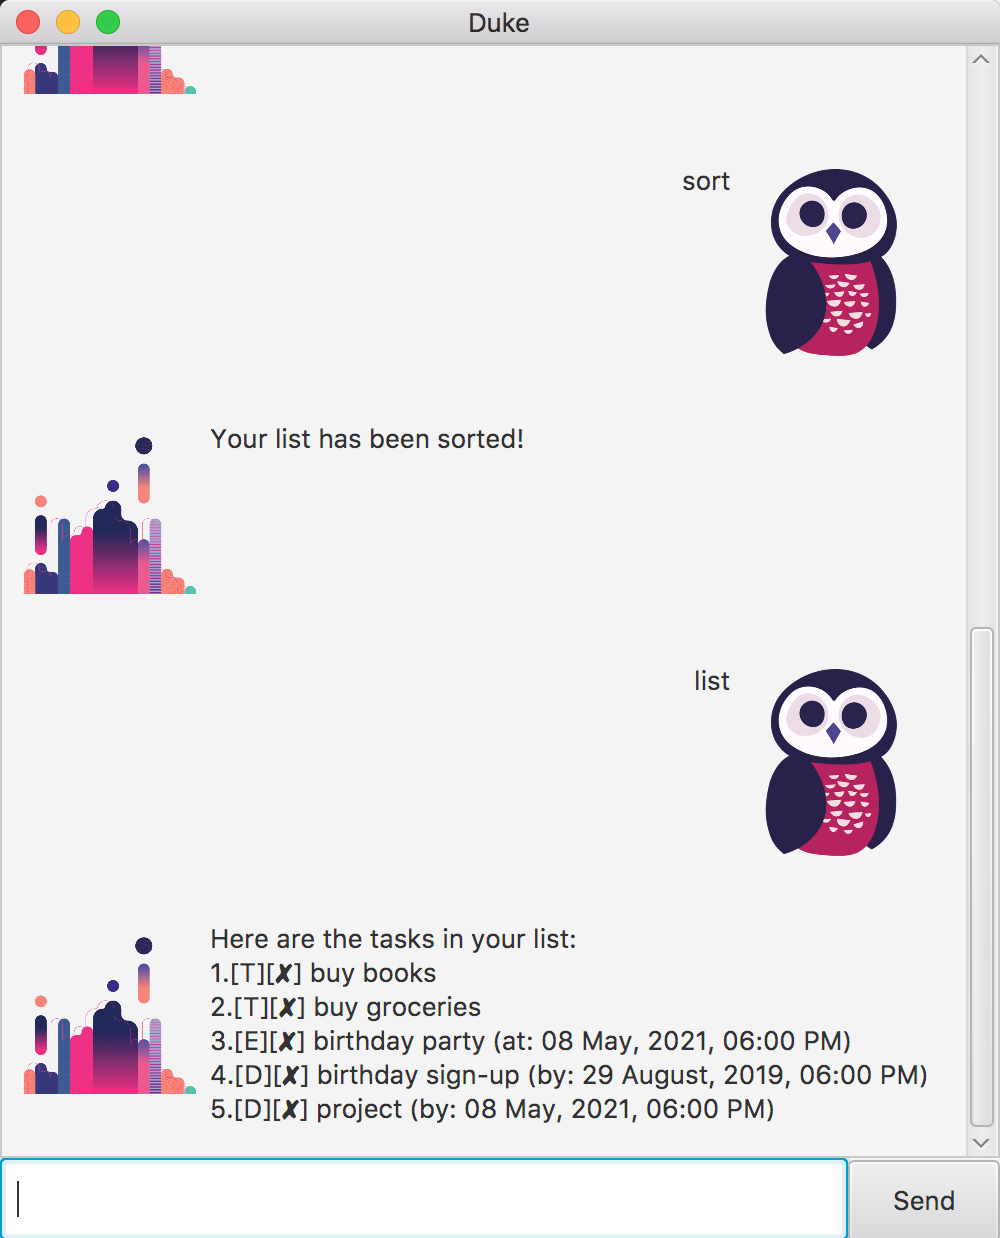 Duke
sort
Your list has been sorted!
list
Here are the tasks in your list:
1.[T][✘] buy books
2.[T][✘] buy groceries
3.[E][✘] birthday party (at: 08 May, 2021, 06:00 PM)
4.[D][✘] birthday sign-up (by: 29 August, 2019, 06:00 PM)
5.[D][✘] project (by: 08 May, 2021, 06:00 PM)
Send